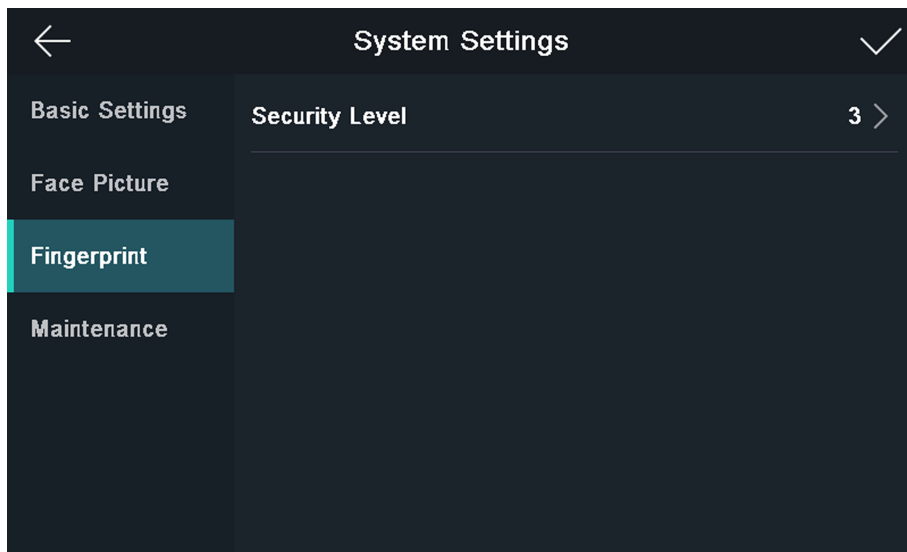 System Settings
Basic Settings
Face Picture
Fingerprint
Maintenance
Security Level 3